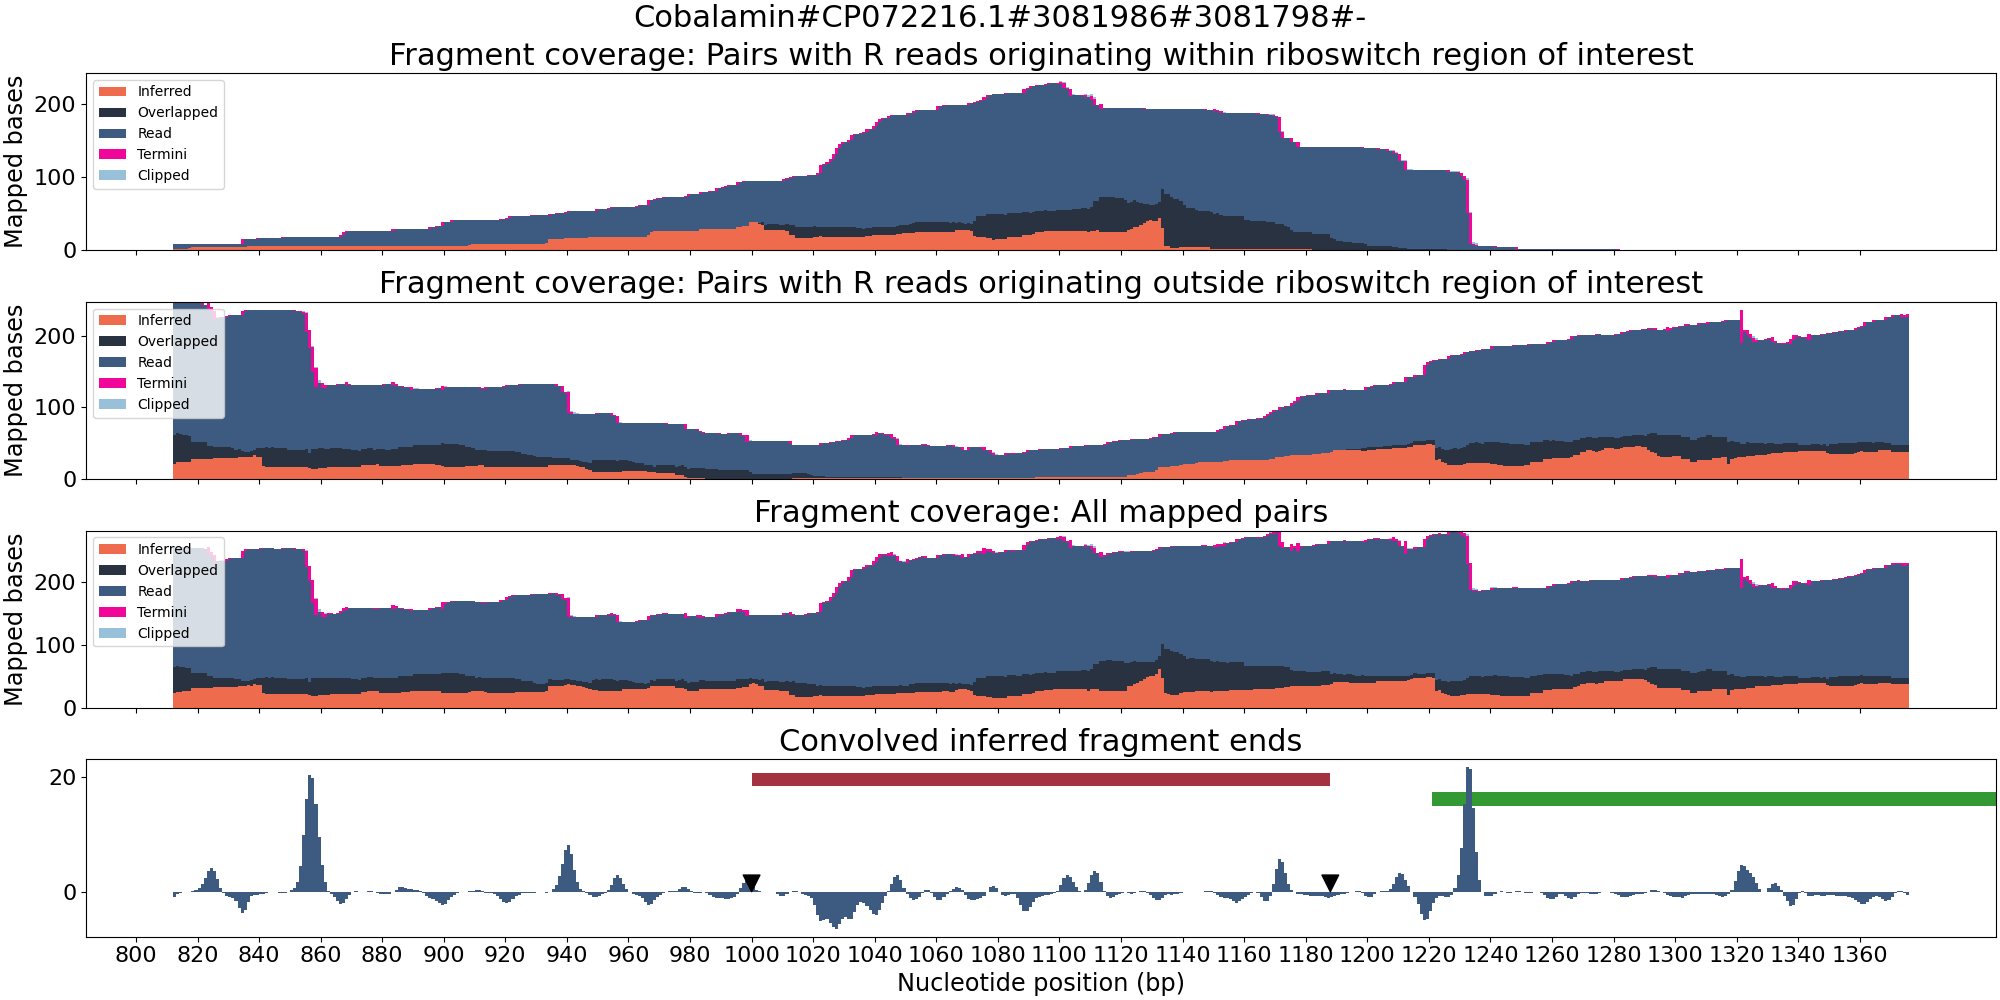 Cobalamin#CP072216.1#3081986#3081798#-
Fragment coverage: Pairs with R reads originating within riboswitch region of interest
Mapped bases
200
100
0
Inferred
Overlapped
Read
Termini
Clipped
Fragment coverage: Pairs with R reads originating outside riboswitch region of interest
Mapped bases
200
100
0
Inferred
Overlapped
Read
Termini
Clipped
Fragment coverage: All mapped pairs
Mapped bases
200
100
0
Inferred
Overlapped
Read
Termini
Clipped
Convolved inferred fragment ends
20
0
800 820 840 860 880 900 920 940 960 980 1000 1020 1040 1060 1080 1100 1120 1140 1160 1180 1200 1220 1240 1260 1280 1300 1320 1340 1360
Nucleotide position (bp)